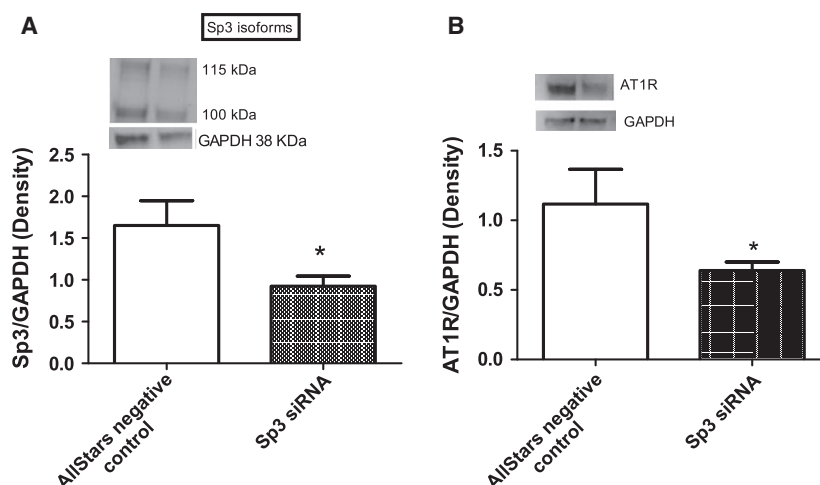 A
Sp3 isoforms
115 kDa
100 kDa
GAPDH 38 KDa
Sp3/GAPDH (Density)
2.5
2.0
1.5
1.0
0.5
0.0
*
AllStars negative
control
Sp3 siRNA
B
AT1R
GAPDH
AT1R/GAPDH (Density)
1.5
1.0
0.5
0.0
*
AllStars negative
control
Sp3 siRNA